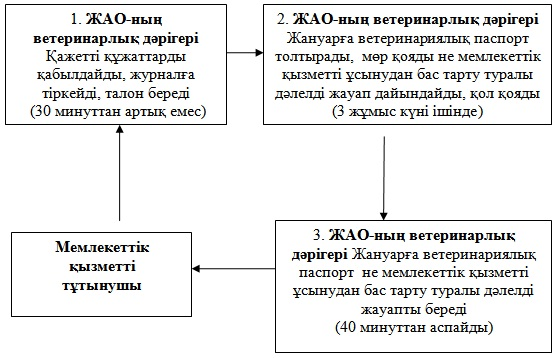 1. ЖАО-ның
ветеринарлық дәрігері
Қажетті құжаттарды
қабылдайды, журналға
тіркейді, талон береді
(30 минуттан артық емес)
2. ЖАО-ның ветеринарлық дәрігері
Жануарға ветеринариялық паспорт
толтырады, мөр қояды не мемлекеттік
қызметті ұсынудан бас тарту туралы
дәлелді жауап дайындайды, қол қояды
(3 жұмыс күні ішінде)
3. ЖАО-ның ветеринарлық
дәрігері Жануарға ветеринариялық
паспорт не мемлекеттік қызметті
ұсынудан бас тарту туралы дәлелді
жауапты береді
(40 минуттан аспайды)
Мемлекеттік
қызметті
тұтынушы